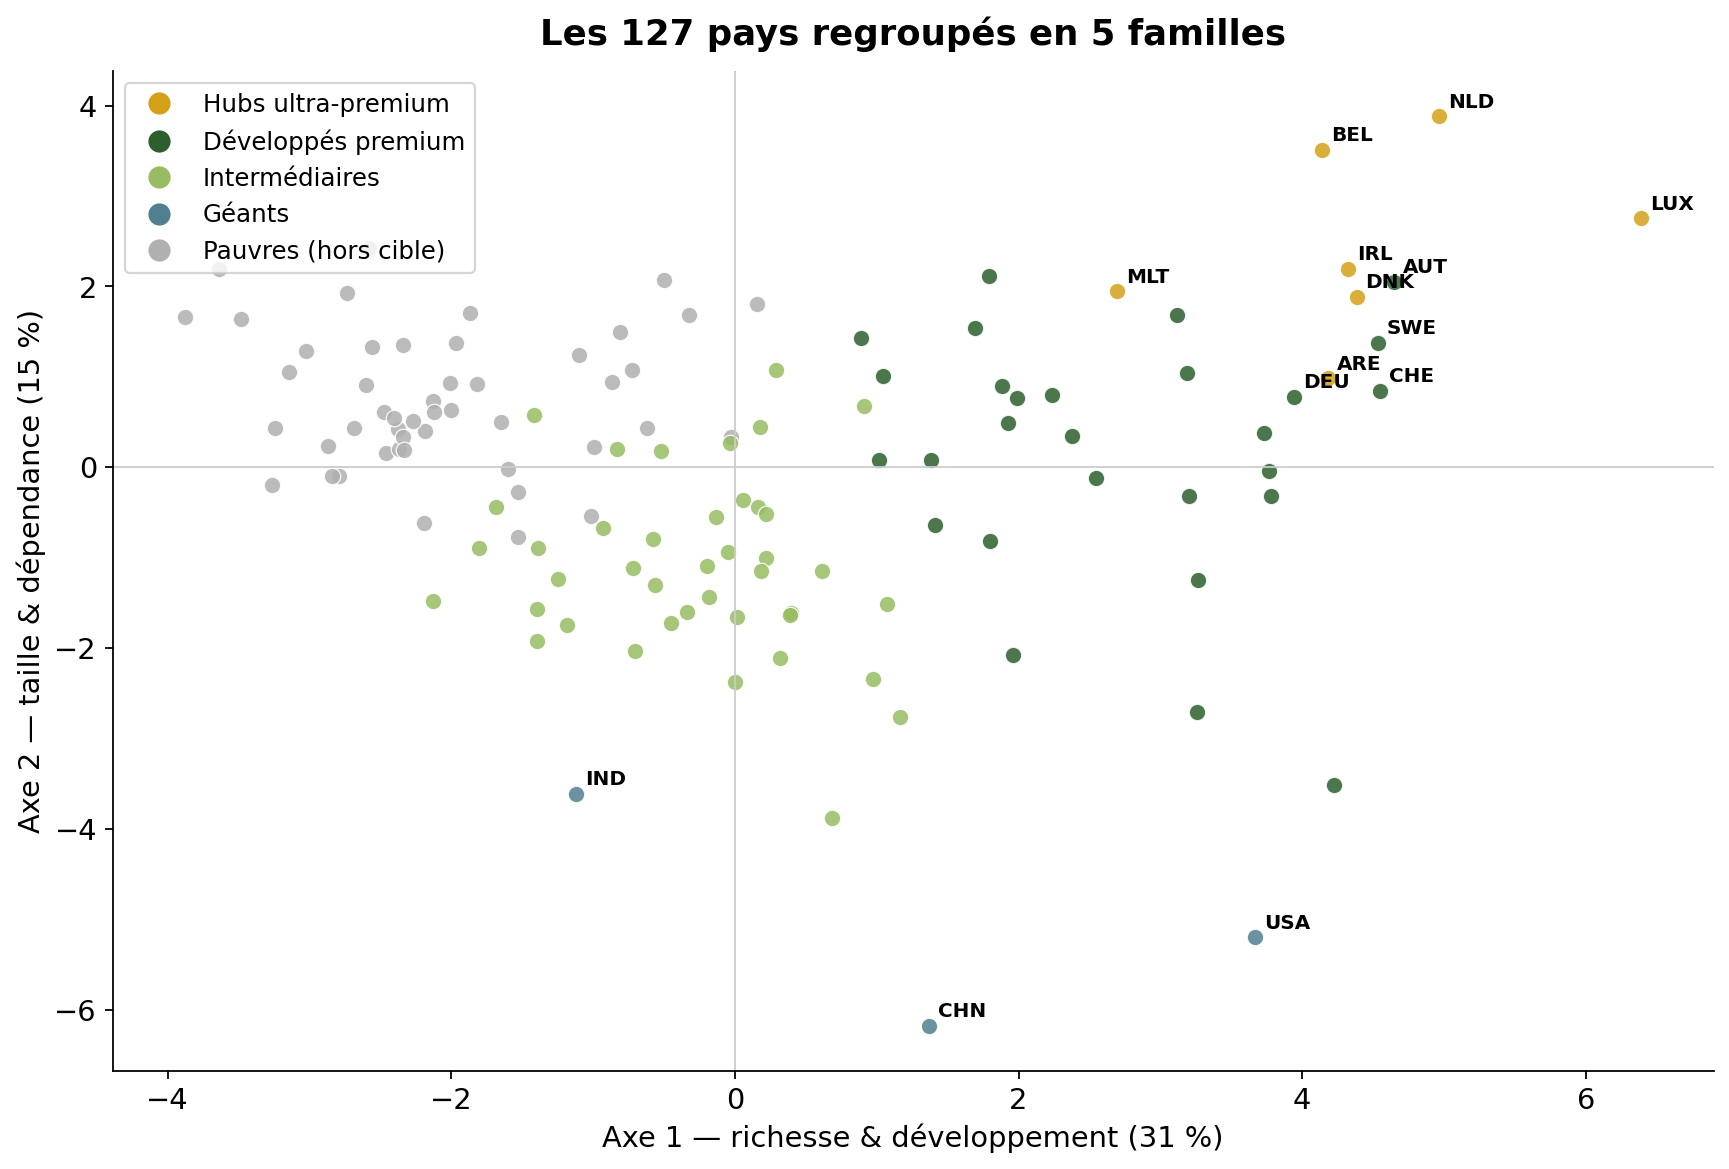 Les 127 pays regroupés en 5 familles
Hubs ultra-premium
Développés premium
Intermédiaires
Géants
Pauvres (hors cible)
NLD
BEL
LUX
IRL
AUT
MLT
DNK
SWE
ARE
DEU
CHE
IND
USA
CHN
4
2
0
−2
−4
−6
Axe 2 — taille & dépendance (15 %)
−4
−2
0
2
4
6
Axe 1 — richesse & développement (31 %)